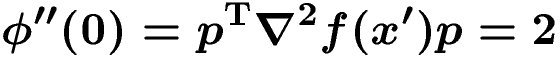 ϕ′′(0) = pᵀ∇²f(x′)p = 2